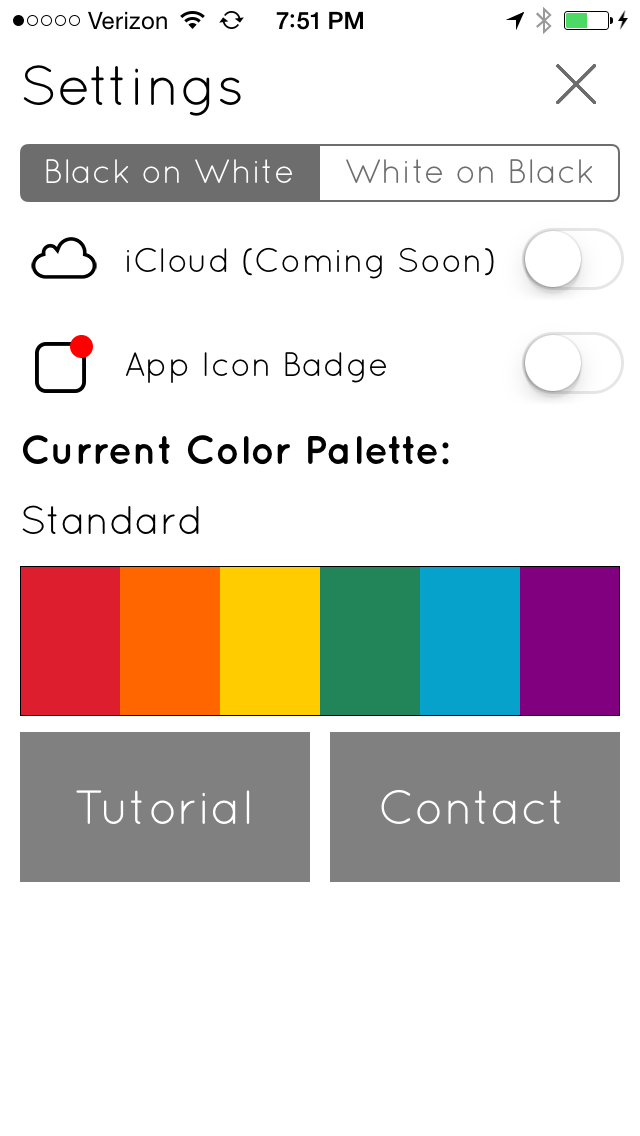 Verizon 7:51 PM
Settings
Black on White White on Black
iCloud (Coming Soon)
App Icon Badge
Current Color Palette:
Standard
Tutorial Contact